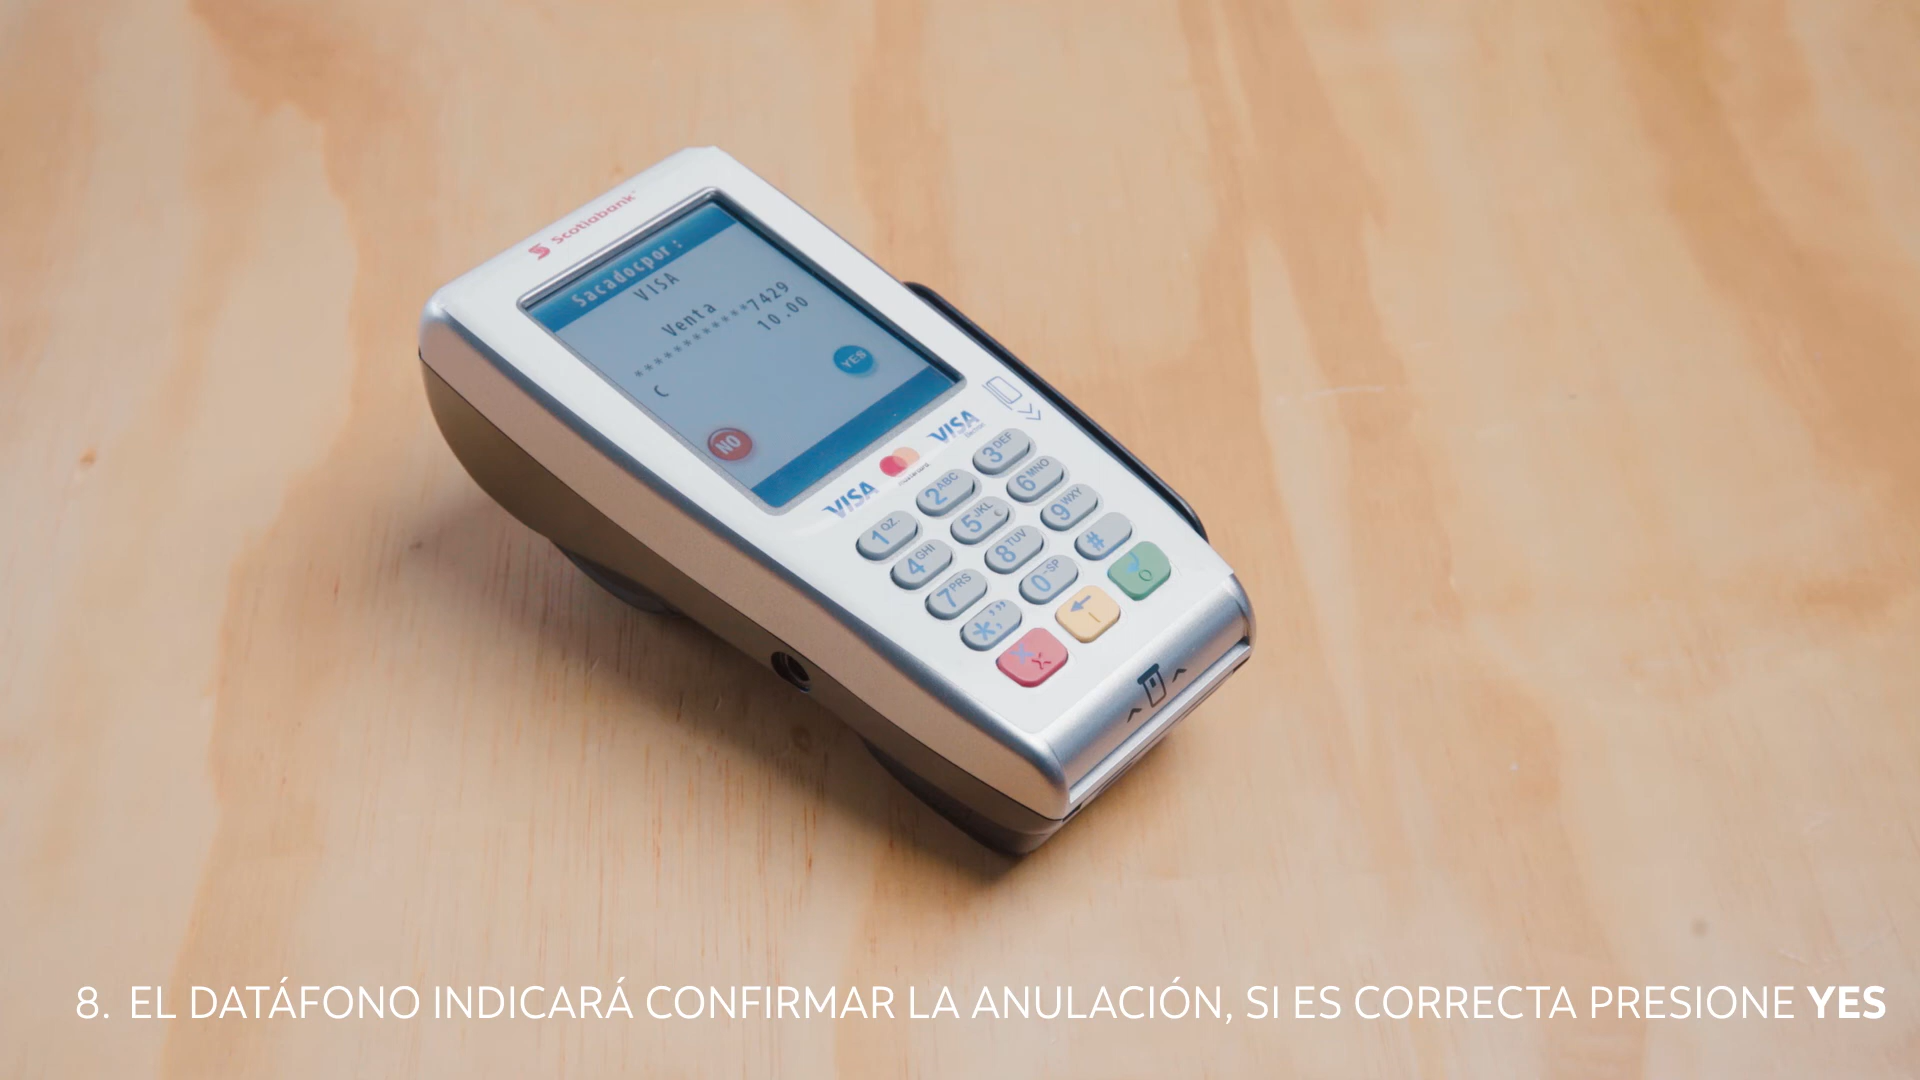 Scotiabank
Sacadocpor :
VISA
Venta
***********7429
10.00
(
YES
NO
VISA
VISA
Electron
1 QZ.
2 ABC
3 DEF
4 GHI
5 JKL
6 MNO
7 PRS
8 TUV
9 WXY
*,'"
0 -SP
#
8. EL DATÁFONO INDICARÁ CONFIRMAR LA ANULACIÓN, SI ES CORRECTA PRESIONE YES